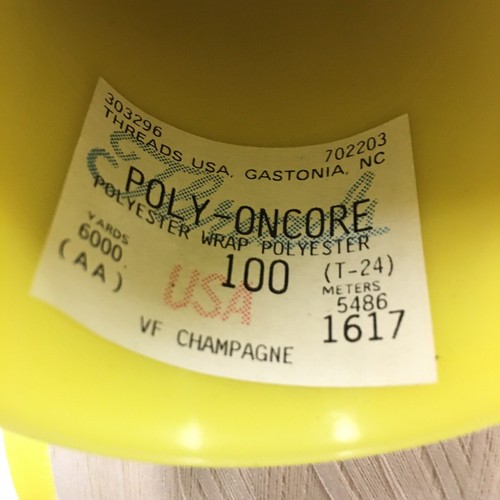 303296 702203
THREADS USA, GASTONIA, NC
POLY-ONCORE
POLYESTER WRAP POLYESTER
YARDS 100 (T-24)
6000 METERS
(AA) USA 5486
1617
VF CHAMPAGNE